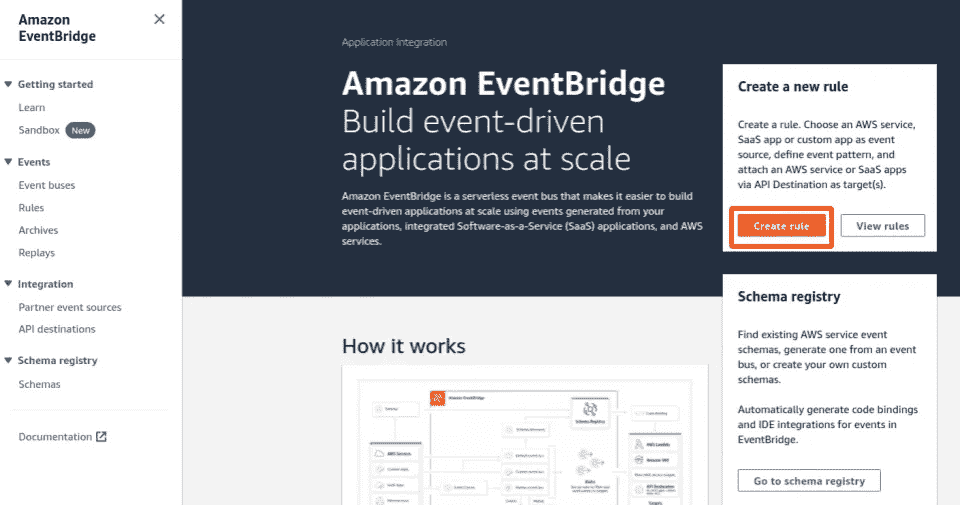 Amazon
EventBridge
Getting started
Learn
Sandbox New
Events
Event buses
Rules
Archives
Replays
Integration
Partner event sources
API destinations
Schema registry
Schemas
Documentation
Application Integration
Amazon EventBridge
Build event-driven
applications at scale
Amazon EventBridge is a serverless event bus that makes it easier to build
event-driven applications at scale using events generated from your
applications, integrated Software-as-a-Service (SaaS) applications, and AWS
services.
Create a new rule
Create a rule. Choose an AWS service,
SaaS app or custom app as event
source, define event pattern, and
attach an AWS service or SaaS apps
via API Destination as target(s).
Create rule
View rules
Schema registry
Find existing AWS service event
schemas, generate one from an event
bus, or create your own custom
schemas.
Automatically generate code bindings
and IDE integrations for events in
EventBridge.
Go to schema registry
How it works
Amazon EventBridge
Schema Registry
AWS Services
AWS Lambda
Rules
Targets